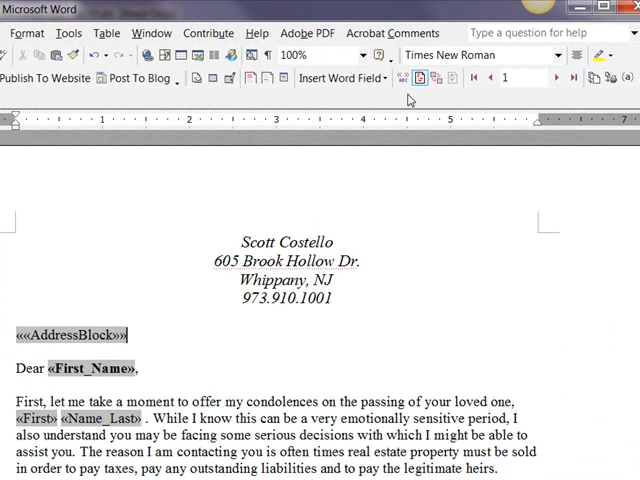 Microsoft Word
Format Tools Table Window Contribute Help Adobe PDF Acrobat Comments Type a question for help
100% Times New Roman
Publish To Website Post To Blog Insert Word Field 1
1 2 3 4 5 7
Scott Costello
605 Brook Hollow Dr.
Whippany, NJ
973.910.1001
««AddressBlock»»
Dear «First_Name»,
First, let me take a moment to offer my condolences on the passing of your loved one,
«First» «Name_Last» . While I know this can be a very emotionally sensitive period, I
also understand you may be facing some serious decisions with which I might be able to
assist you. The reason I am contacting you is often times real estate property must be sold
in order to pay taxes, pay any outstanding liabilities and to pay the legitimate heirs.